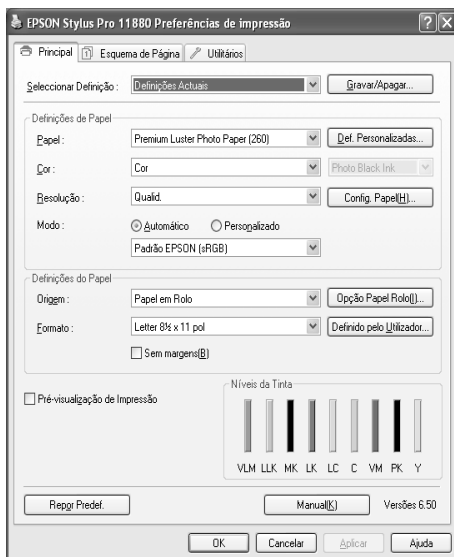 EPSON Stylus Pro 11880 Preferências de impressão
Principal Esquema de Página Utilitários
Seleccionar Definição : Definições Actuais Gravar/Apagar...
Definições de Papel
Papel : Premium Luster Photo Paper (260) Def. Personalizadas...
Cor : Cor Photo Black Ink
Resolução : Qualid. Config. Papel(H)...
Modo : Automático Personalizado
Padrão EPSON (sRGB)
Definições do Papel
Origem : Papel em Rolo Opção Papel Rolo(I)...
Formato : Letter 8½ x 11 pol Definido pelo Utilizador...
Sem margens(B)
Pré-visualização de Impressão
Níveis da Tinta
VLM LLK MK LK LC C VM PK Y
Repor Predef. Manual(K) Versões 6.50
OK Cancelar Aplicar Ajuda